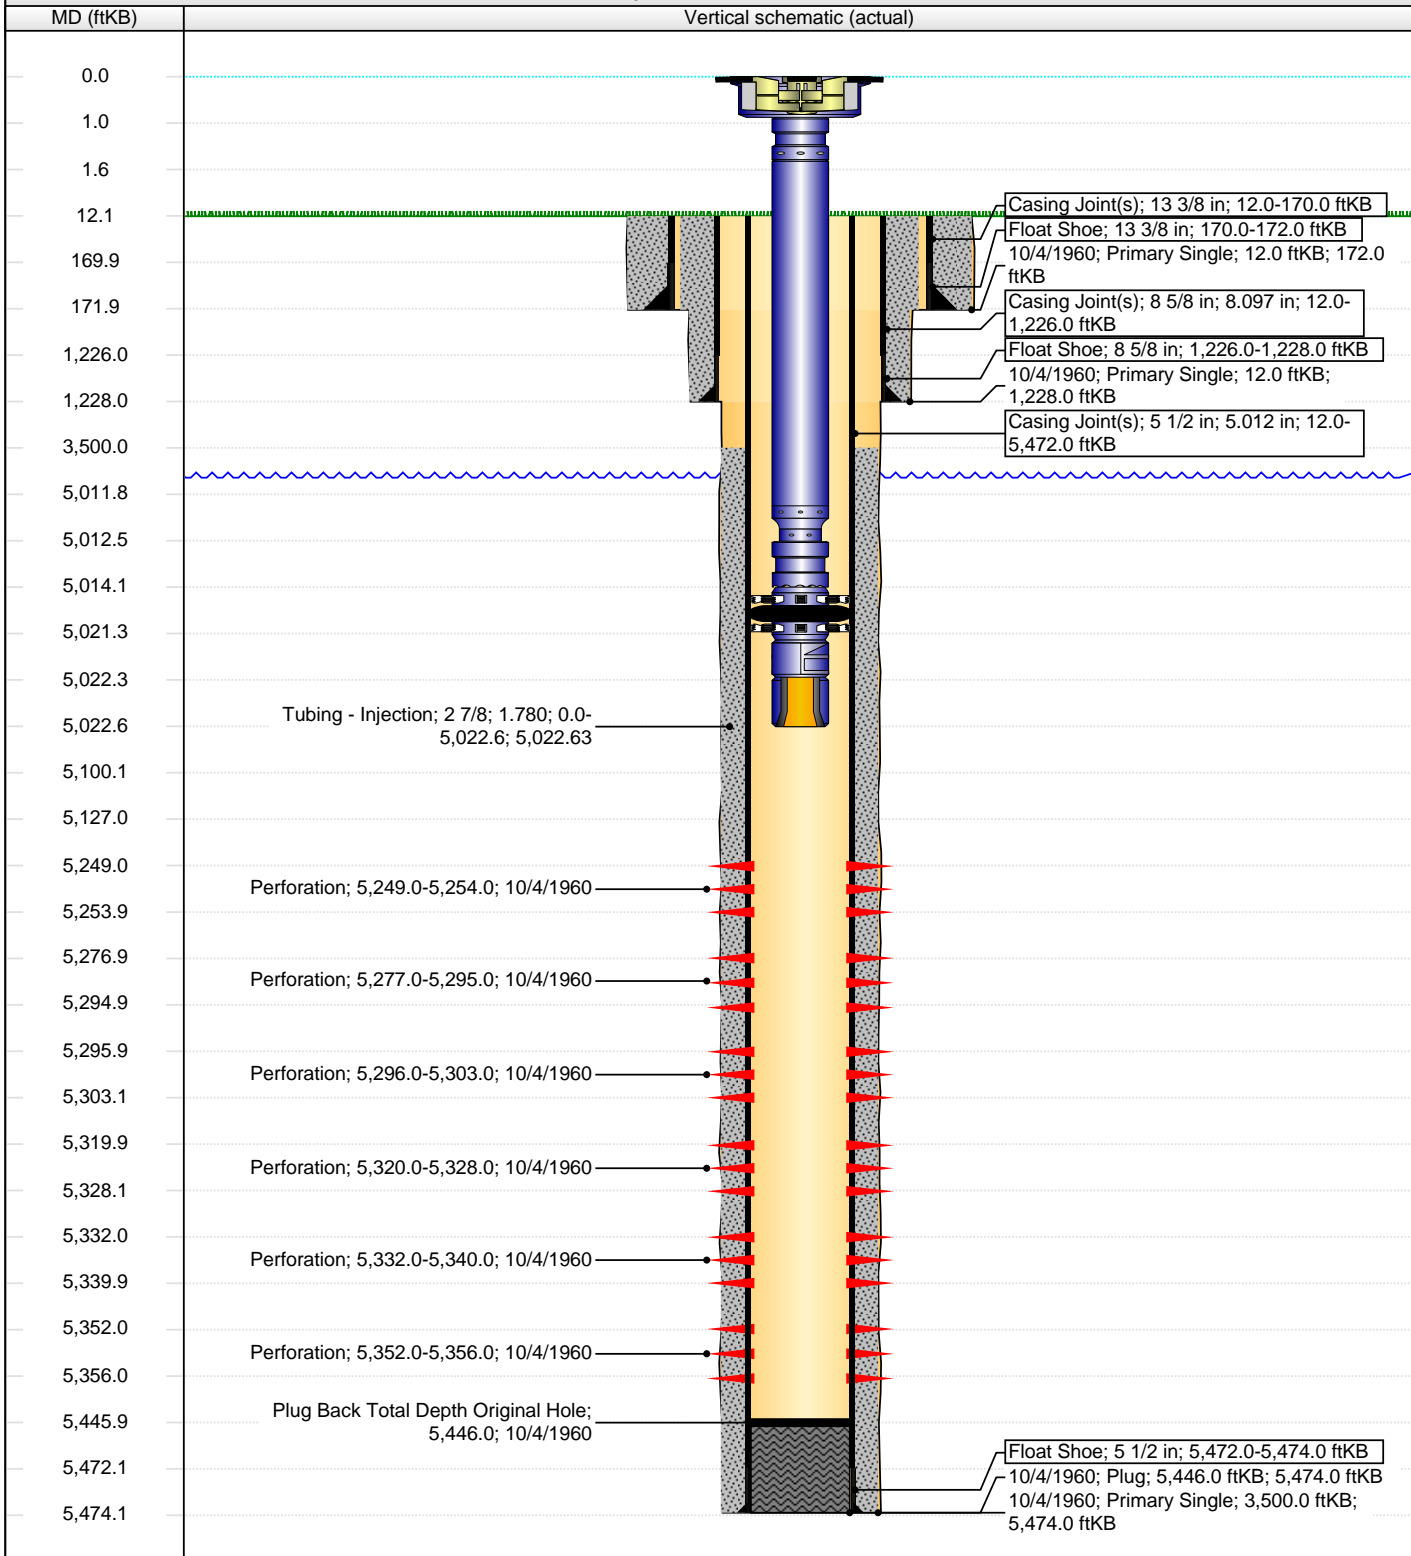 MD (ftKB)
Vertical schematic (actual)
0.0
1.0
1.6
12.1
169.9
171.9
1,226.0
1,228.0
3,500.0
5,011.8
5,012.5
5,014.1
5,021.3
5,022.3
5,022.6
5,100.1
5,127.0
5,249.0
5,253.9
5,276.9
5,294.9
5,295.9
5,303.1
5,319.9
5,328.1
5,332.0
5,339.9
5,352.0
5,356.0
5,445.9
5,472.1
5,474.1
Tubing - Injection; 2 7/8; 1.780; 0.0-
5,022.6; 5,022.63
Perforation; 5,249.0-5,254.0; 10/4/1960
Perforation; 5,277.0-5,295.0; 10/4/1960
Perforation; 5,296.0-5,303.0; 10/4/1960
Perforation; 5,320.0-5,328.0; 10/4/1960
Perforation; 5,332.0-5,340.0; 10/4/1960
Perforation; 5,352.0-5,356.0; 10/4/1960
Plug Back Total Depth Original Hole;
5,446.0; 10/4/1960
Casing Joint(s); 13 3/8 in; 12.0-170.0 ftKB
Float Shoe; 13 3/8 in; 170.0-172.0 ftKB
10/4/1960; Primary Single; 12.0 ftKB; 172.0
ftKB
Casing Joint(s); 8 5/8 in; 8.097 in; 12.0-
1,226.0 ftKB
Float Shoe; 8 5/8 in; 1,226.0-1,228.0 ftKB
10/4/1960; Primary Single; 12.0 ftKB;
1,228.0 ftKB
Casing Joint(s); 5 1/2 in; 5.012 in; 12.0-
5,472.0 ftKB
Float Shoe; 5 1/2 in; 5,472.0-5,474.0 ftKB
10/4/1960; Plug; 5,446.0 ftKB; 5,474.0 ftKB
10/4/1960; Primary Single; 3,500.0 ftKB;
5,474.0 ftKB